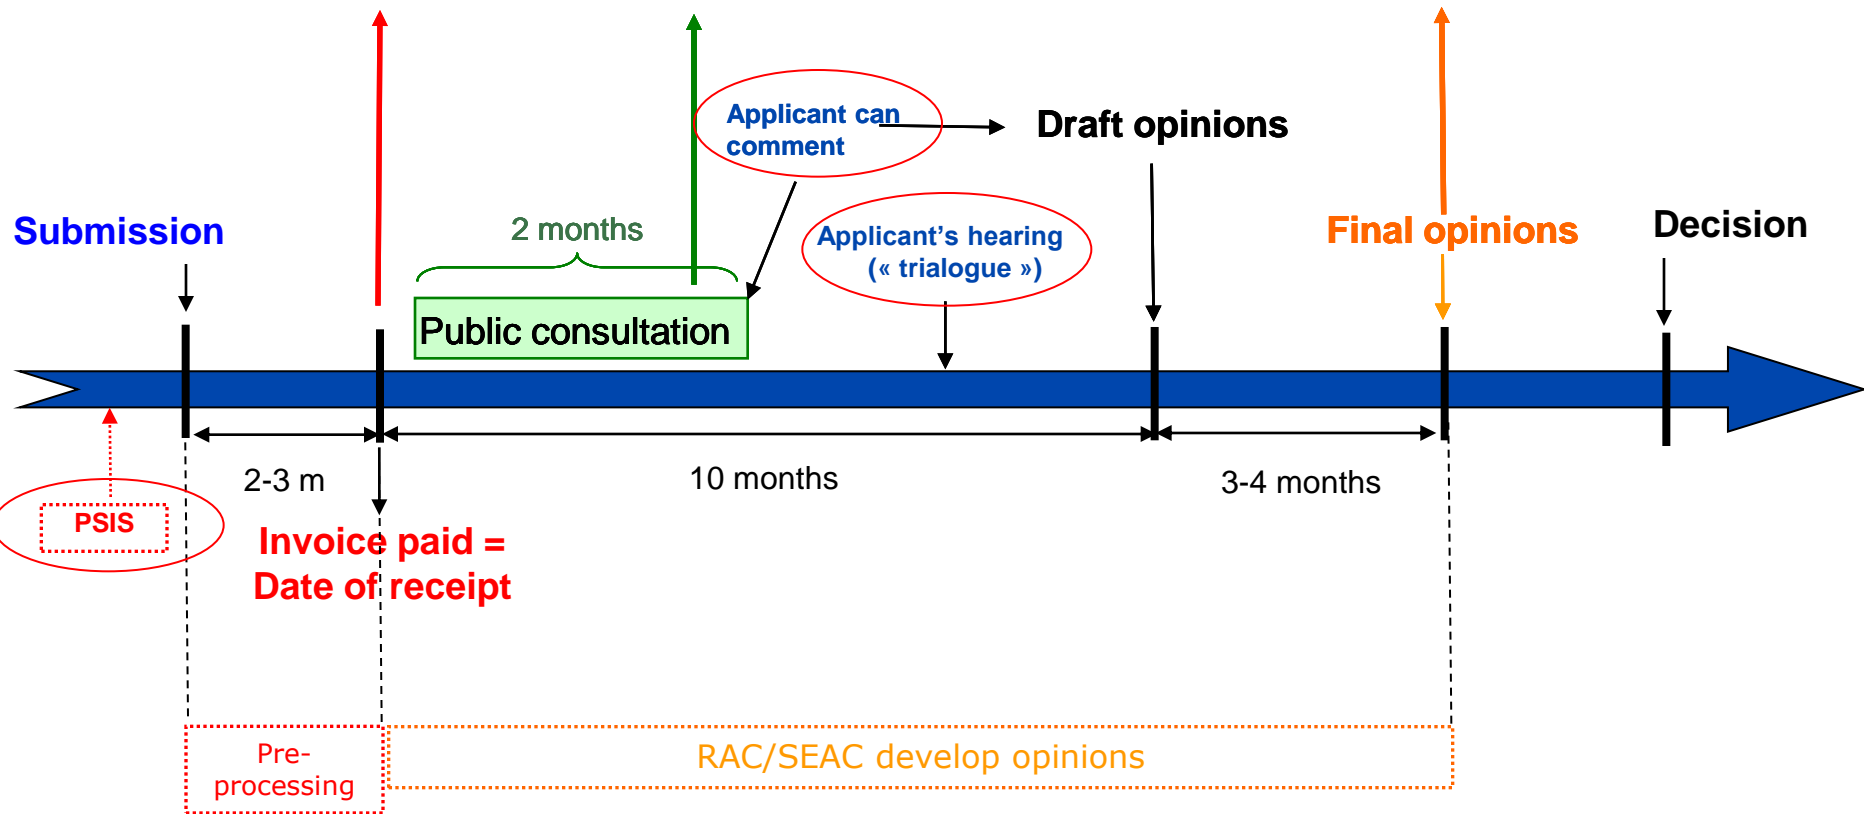 Applicant can
comment
Draft opinions
Submission
2 months
Applicant's hearing
(« trialogue »)
Final opinions
Decision
Public consultation
2-3 m
10 months
3-4 months
PSIS
Invoice paid =
Date of receipt
Pre-
processing
RAC/SEAC develop opinions